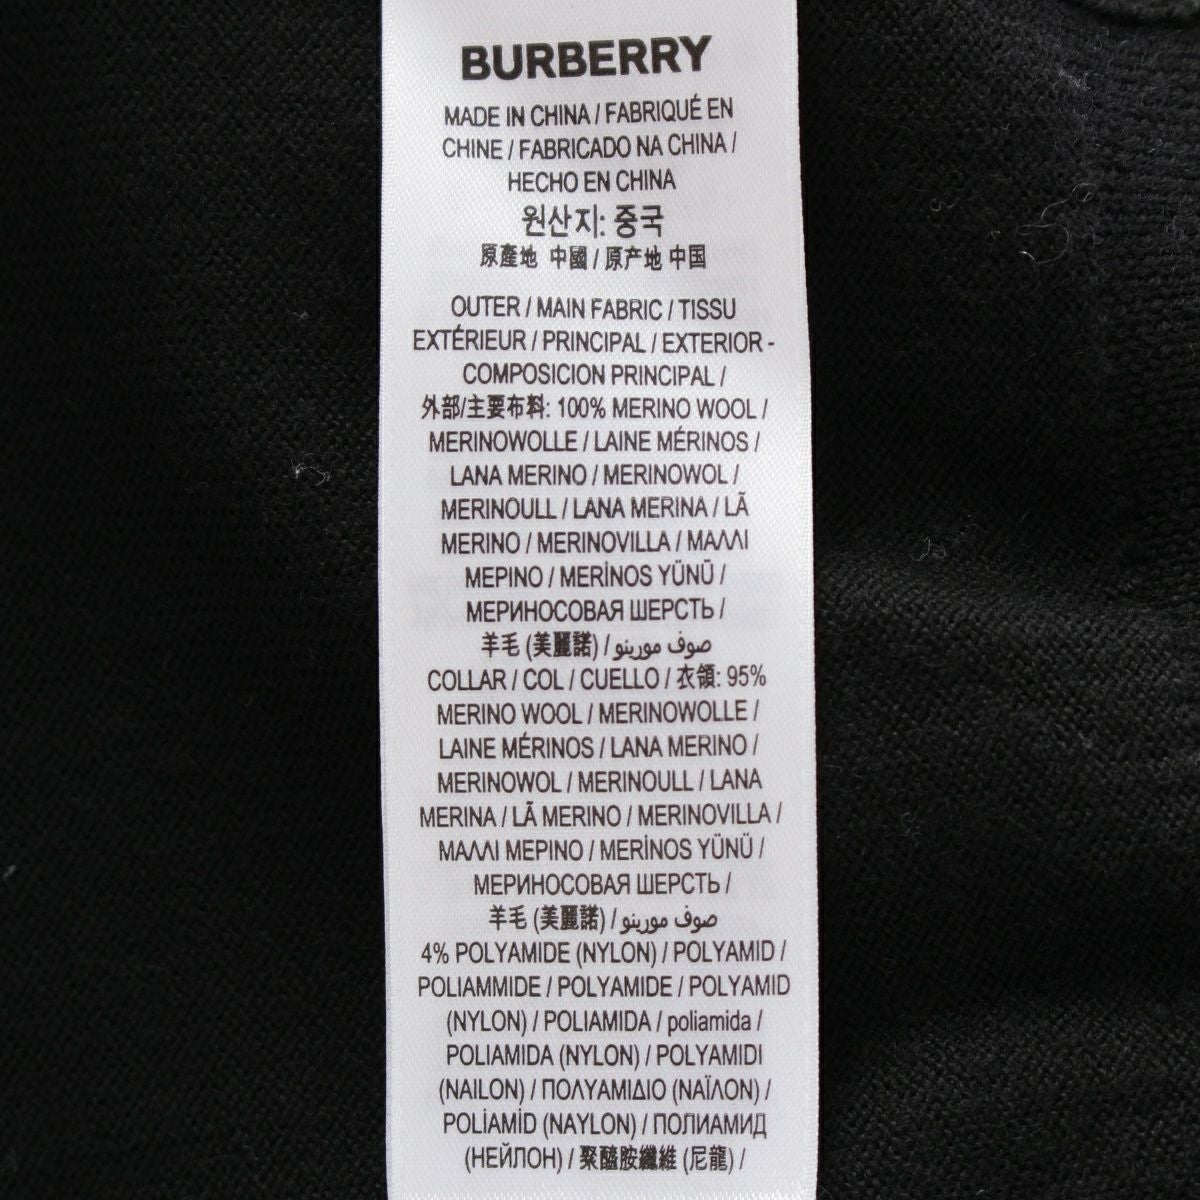 BURBERRY
MADE IN CHINA / FABRIQUÉ EN
CHINE / FABRICADO NA CHINA /
HECHO EN CHINA
원산지: 중국
原產地 中國 / 原产地 中国
OUTER / MAIN FABRIC / TISSU
EXTÉRIEUR / PRINCIPAL / EXTERIOR -
COMPOSICION PRINCIPAL /
外部/主要布料: 100% MERINO WOOL /
MERINOWOLLE / LAINE MÉRINOS /
LANA MERINO / MERINOWOL /
MERINOULL / LANA MERINA / LÃ
MERINO / MERINOVILLA / ΜΑΛΛΙ
ΜΕΡΙΝΟ / MERİNOS YÜNÜ /
МЕРИНОСОВАЯ ШЕРСТЬ /
羊毛 (美麗諾) / صوف مورينو
COLLAR / COL / CUELLO / 衣領: 95%
MERINO WOOL / MERINOWOLLE /
LAINE MÉRINOS / LANA MERINO /
MERINOWOL / MERINOULL / LANA
MERINA / LÃ MERINO / MERINOVILLA /
ΜΑΛΛΙ ΜΕΡΙΝΟ / MERİNOS YÜNÜ /
МЕРИНОСОВАЯ ШЕРСТЬ /
羊毛 (美麗諾) / صوف مورينو
4% POLYAMIDE (NYLON) / POLYAMID /
POLIAMMIDE / POLYAMIDE / POLYAMID
(NYLON) / POLIAMIDA / poliamida /
POLIAMIDA (NYLON) / POLYAMIDI
(NAILON) / ΠΟΛΥΑΜΙΔΙΟ (ΝΑΪΛΟΝ) /
POLİAMİD (NAYLON) / ПОЛИАМИД
(НЕЙЛОН) / 聚醯胺纖維 (尼龍) /